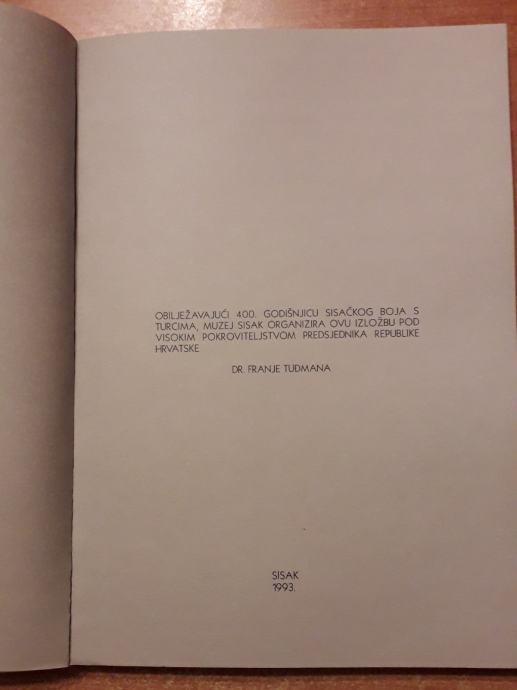 OBILJEŽAVAJUĆI 400. GODIŠNJICU SISAČKOG BOJA S
TURCIMA, MUZEJ SISAK ORGANIZIRA OVU IZLOŽBU POD
VISOKIM POKROVITELJSTVOM PREDSJEDNIKA REPUBLIKE
HRVATSKE
DR. FRANJE TUĐMANA
SISAK
1993.